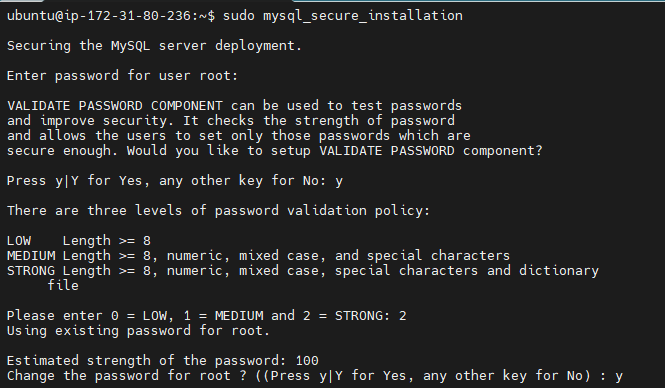 ubuntu@ip-172-31-80-236:~$ sudo mysql_secure_installation
Securing the MySQL server deployment.
Enter password for user root:
VALIDATE PASSWORD COMPONENT can be used to test passwords
and improve security. It checks the strength of password
and allows the users to set only those passwords which are
secure enough. Would you like to setup VALIDATE PASSWORD component?
Press y|Y for Yes, any other key for No: y
There are three levels of password validation policy:
LOW    Length >= 8
MEDIUM Length >= 8, numeric, mixed case, and special characters
STRONG Length >= 8, numeric, mixed case, special characters and dictionary
file
Please enter 0 = LOW, 1 = MEDIUM and 2 = STRONG: 2
Using existing password for root.
Estimated strength of the password: 100
Change the password for root ? ((Press y|Y for Yes, any other key for No) : y